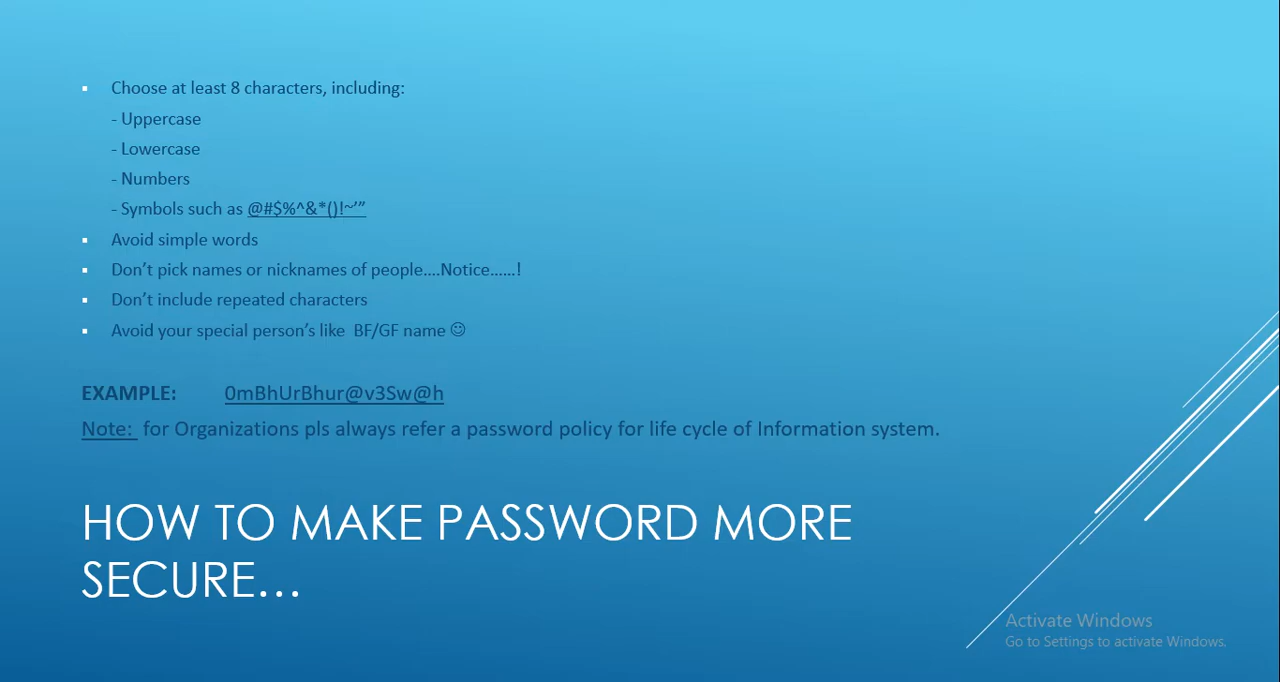 Choose at least 8 characters, including:
- Uppercase
- Lowercase
- Numbers
- Symbols such as @#$%^&*()!~’”
Avoid simple words
Don’t pick names or nicknames of people....Notice......!
Don’t include repeated characters
Avoid your special person’s like BF/GF name ☺
EXAMPLE: 0mBhUrBhur@v3Sw@h
Note: for Organizations pls always refer a password policy for life cycle of Information system.
HOW TO MAKE PASSWORD MORE
SECURE...
Activate Windows
Go to Settings to activate Windows.